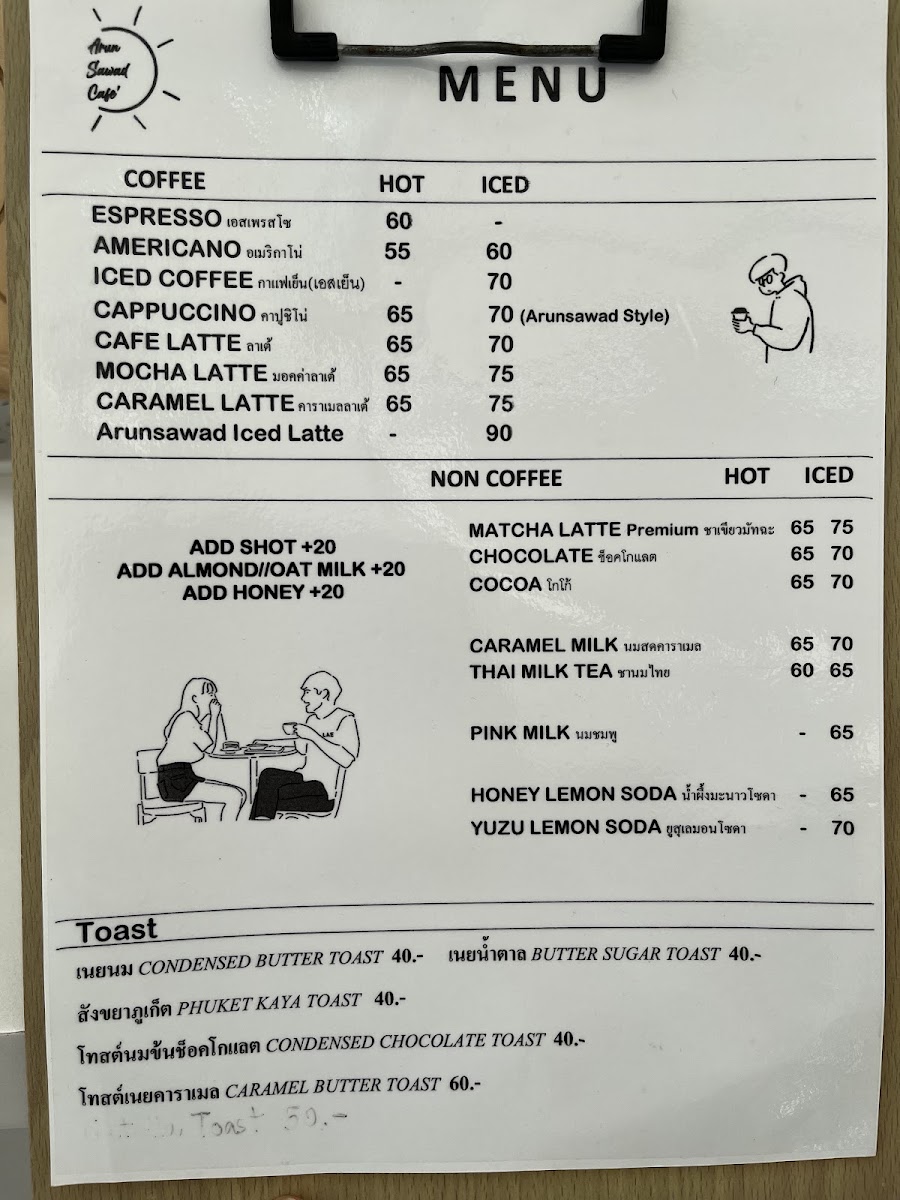 Arun
Sawad
Cafe'
MENU
COFFEE HOT ICED
ESPRESSO เอสเพรสโซ 60 -
AMERICANO อเมริกาโน่ 55 60
ICED COFFEE กาแฟเย็น(เอสเย็น) - 70
CAPPUCCINO คาปูชิโน่ 65 70 (Arunsawad Style)
CAFE LATTE ลาเต้ 65 70
MOCHA LATTE มอคค่าลาเต้ 65 75
CARAMEL LATTE คาราเมลลาเต้ 65 75
Arunsawad Iced Latte - 90
NON COFFEE HOT ICED
ADD SHOT +20
ADD ALMOND//OAT MILK +20
ADD HONEY +20
MATCHA LATTE Premium ชาเขียวมัทฉะ 65 75
CHOCOLATE ช็อคโกแลต 65 70
COCOA โกโก้ 65 70
CARAMEL MILK นมสดคาราเมล 65 70
THAI MILK TEA ชานมไทย 60 65
PINK MILK นมชมพู - 65
HONEY LEMON SODA น้ำผึ้งมะนาวโซดา - 65
YUZU LEMON SODA ยูสุเลมอนโซดา - 70
LAE
Toast
เนยนม CONDENSED BUTTER TOAST 40.- เนยน้ำตาล BUTTER SUGAR TOAST 40.-
สังขยาภูเก็ต PHUKET KAYA TOAST 40.-
โทสต์นมข้นช็อคโกแลต CONDENSED CHOCOLATE TOAST 40.-
โทสต์เนยคาราเมล CARAMEL BUTTER TOAST 60.-
Toast 50.-